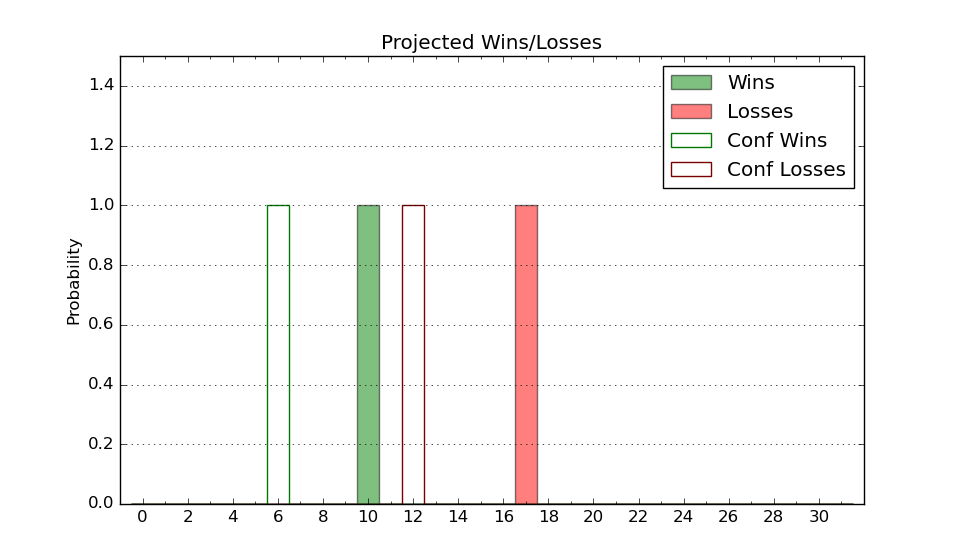 Projected Wins/Losses
1.4
1.2
1.0
0.8
0.6
0.4
0.2
0.0
Probability
Wins
Losses
Conf Wins
Conf Losses
0 2 4 6 8 10 12 14 16 18 20 22 24 26 28 30